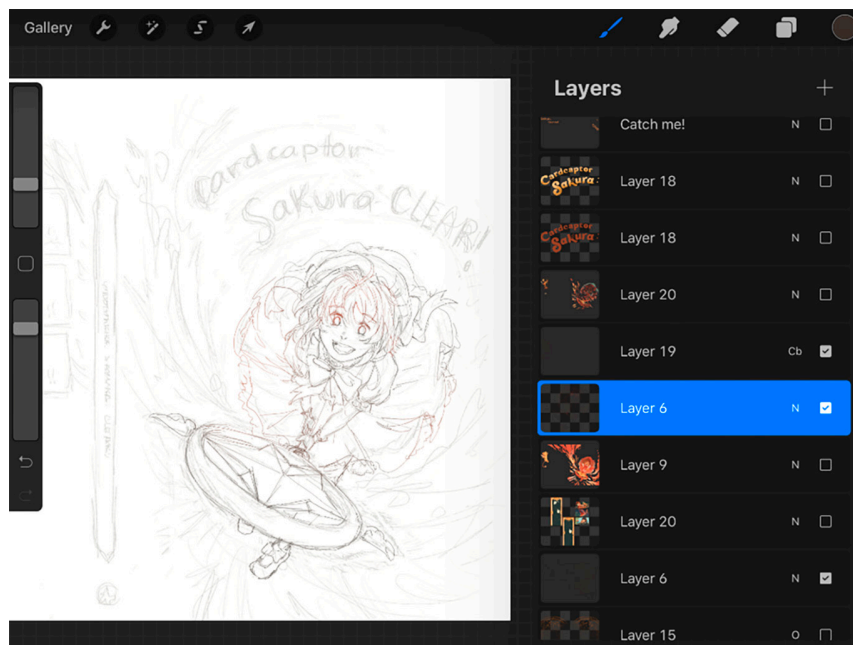 Gallery
Cardcaptor
Sakura CLEAR!
Layers
Catch me! N
Cardcaptor
Sakura
Layer 18 N
Cardcaptor
Sakura
Layer 18 N
Layer 20 N
Layer 19 Cb
Layer 6 N
Layer 9 N
Layer 20 N
Layer 6 N
Layer 15 O